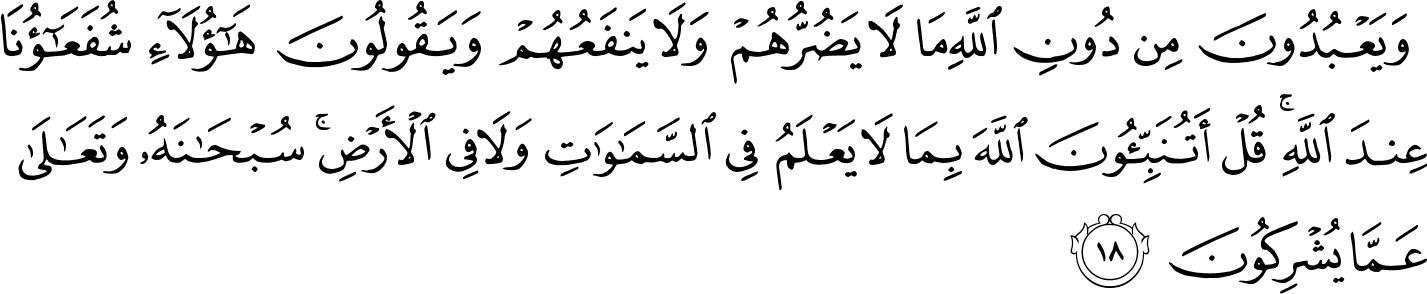 وَيَعْبُدُونَ مِن دُونِ ٱللَّهِ مَا لَا يَضُرُّهُمْ وَلَا يَنفَعُهُمْ وَيَقُولُونَ هَٰٓؤُلَآءِ شُفَعَٰٓؤُنَا
عِندَ ٱللَّهِ ۚ قُلْ أَتُنَبِّـُٔونَ ٱللَّهَ بِمَا لَا يَعْلَمُ فِى ٱلسَّمَٰوَٰتِ وَلَا فِى ٱلْأَرْضِ ۚ سُبْحَٰنَهُۥ وَتَعَٰلَىٰ
عَمَّا يُشْرِكُونَ ١٨